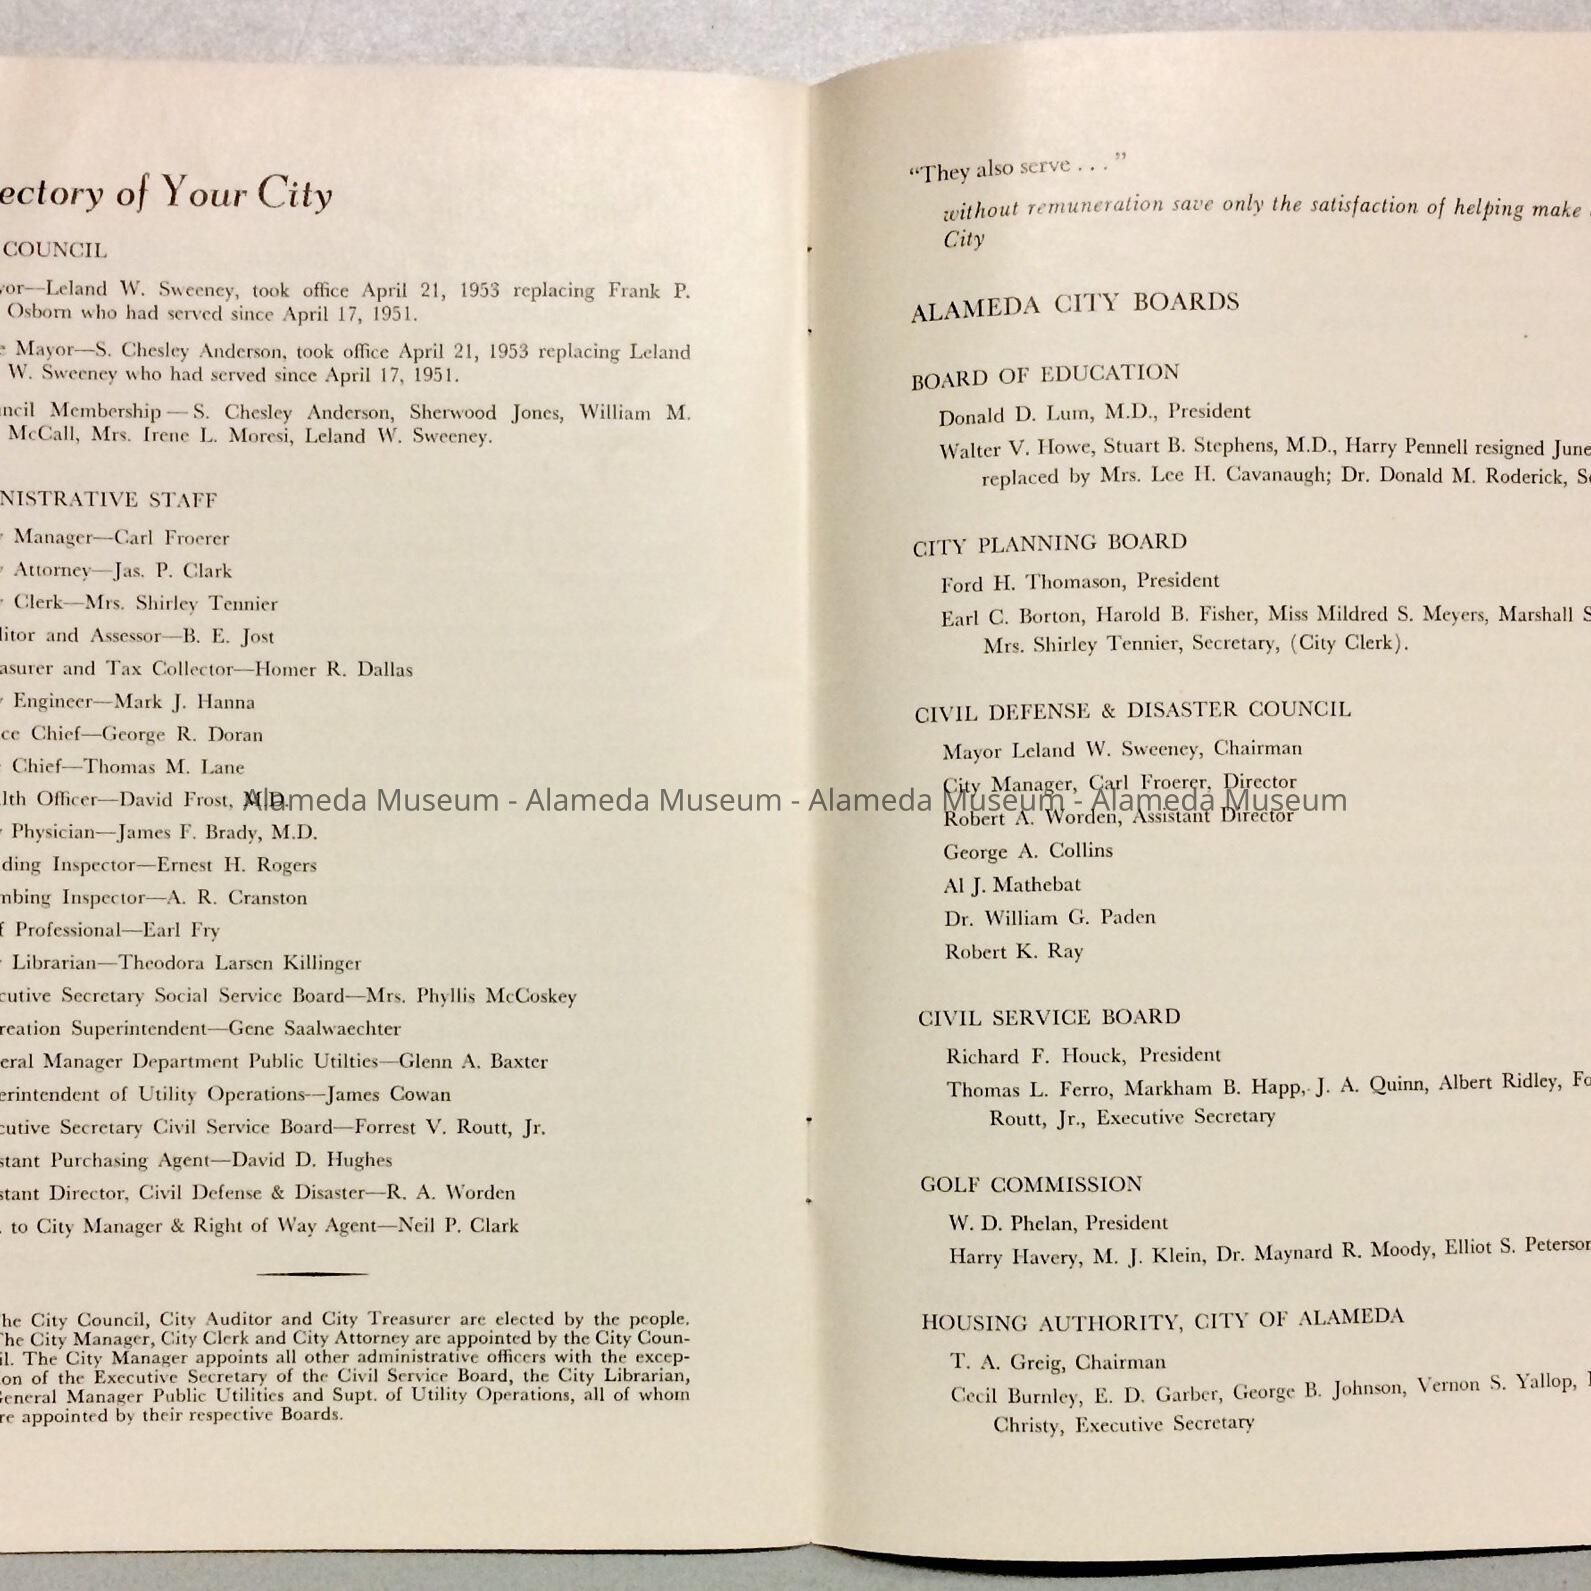 ectory of Your City
COUNCIL
yor—Leland W. Sweeney, took office April 21, 1953 replacing Frank P.
Osborn who had served since April 17, 1951.
e Mayor—S. Chesley Anderson, took office April 21, 1953 replacing Leland
W. Sweeney who had served since April 17, 1951.
ncil Membership — S. Chesley Anderson, Sherwood Jones, William M.
McCall, Mrs. Irene L. Moresi, Leland W. Sweeney.
NISTRATIVE STAFF
y Manager—Carl Froerer
y Attorney—Jas. P. Clark
y Clerk—Mrs. Shirley Tennier
litor and Assessor—B. E. Jost
asurer and Tax Collector—Homer R. Dallas
y Engineer—Mark J. Hanna
ce Chief—George R. Doran
e Chief—Thomas M. Lane
lth Officer—David Frost, M.D.
y Physician—James F. Brady, M.D.
ding Inspector—Ernest H. Rogers
mbing Inspector—A. R. Cranston
f Professional—Earl Fry
y Librarian—Theodora Larsen Killinger
cutive Secretary Social Service Board—Mrs. Phyllis McCoskey
reation Superintendent—Gene Saalwaechter
eral Manager Department Public Utilties—Glenn A. Baxter
erintendent of Utility Operations—James Cowan
cutive Secretary Civil Service Board—Forrest V. Routt, Jr.
stant Purchasing Agent—David D. Hughes
stant Director, Civil Defense & Disaster—R. A. Worden
. to City Manager & Right of Way Agent—Neil P. Clark
he City Council, City Auditor and City Treasurer are elected by the people.
he City Manager, City Clerk and City Attorney are appointed by the City Coun-
il. The City Manager appoints all other administrative officers with the excep-
on of the Executive Secretary of the Civil Service Board, the City Librarian,
General Manager Public Utilities and Supt. of Utility Operations, all of whom
re appointed by their respective Boards.
"They also serve . . . "
without remuneration save only the satisfaction of helping make
City
ALAMEDA CITY BOARDS
BOARD OF EDUCATION
Donald D. Lum, M.D., President
Walter V. Howe, Stuart B. Stephens, M.D., Harry Pennell resigned June
replaced by Mrs. Lee H. Cavanaugh; Dr. Donald M. Roderick, Se
CITY PLANNING BOARD
Ford H. Thomason, President
Earl C. Borton, Harold B. Fisher, Miss Mildred S. Meyers, Marshall S
Mrs. Shirley Tennier, Secretary, (City Clerk).
CIVIL DEFENSE & DISASTER COUNCIL
Mayor Leland W. Sweeney, Chairman
City Manager, Carl Froerer, Director
Robert A. Worden, Assistant Director
George A. Collins
Al J. Mathebat
Dr. William G. Paden
Robert K. Ray
CIVIL SERVICE BOARD
Richard F. Houck, President
Thomas L. Ferro, Markham B. Happ, J. A. Quinn, Albert Ridley, Fo
Routt, Jr., Executive Secretary
GOLF COMMISSION
W. D. Phelan, President
Harry Havery, M. J. Klein, Dr. Maynard R. Moody, Elliot S. Peterson
HOUSING AUTHORITY, CITY OF ALAMEDA
T. A. Greig, Chairman
Cecil Burnley, E. D. Garber, George B. Johnson, Vernon S. Yallop,
Christy, Executive Secretary
Alameda Museum - Alameda Museum - Alameda Museum - Alameda Museum